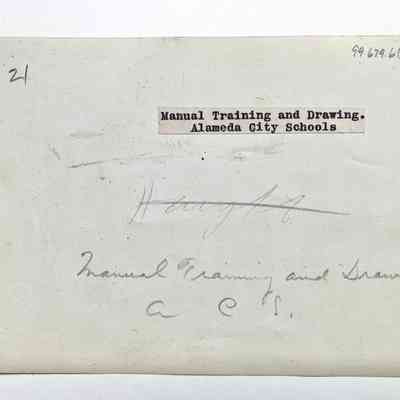 21
99.679.61
Manual Training and Drawing.
Alameda City Schools
Manual Training and Draw
A C S.